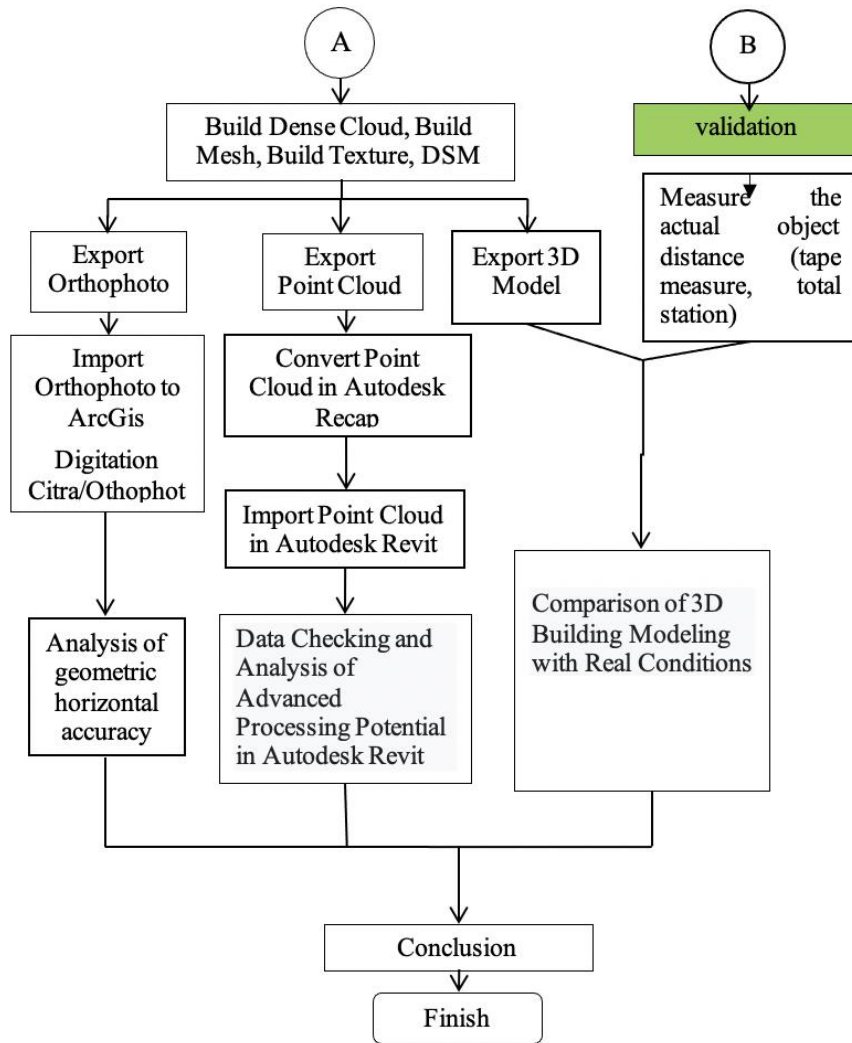 A
B
Build Dense Cloud, Build
Mesh, Build Texture, DSM
validation
Measure the
actual object
distance (tape
measure, total
station)
Export
Orthophoto
Export
Point Cloud
Export 3D
Model
Import
Orthophoto to
ArcGis
Digitation
Citra/Othophot
Convert Point
Cloud in Autodesk
Recap
Import Point Cloud
in Autodesk Revit
Analysis of
geometric
horizontal
accuracy
Data Checking and
Analysis of
Advanced
Processing Potential
in Autodesk Revit
Comparison of 3D
Building Modeling
with Real Conditions
Conclusion
Finish